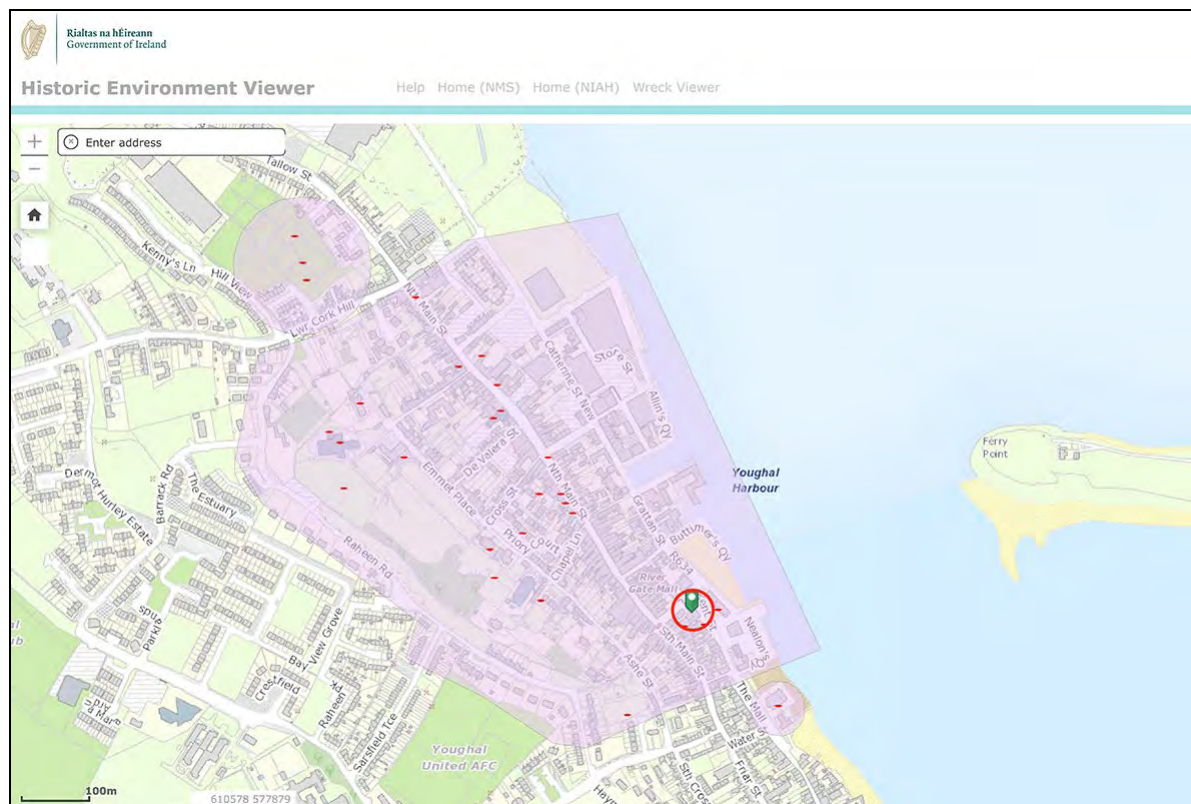 Rialtas na hÉireann
Government of Ireland
Historic Environment Viewer
Help Home (NMS) Home (NIAH) Wreck Viewer
+
Enter address
−
Tallow St
Kenny's Ln
Hill View
Lwr Cork Hill
Nth Main St
Catherine St New
Store St
Allin's QY
Ferry
Point
De Valera St
Emmet Place
Cross St
Nth Main St
Youghal
Harbour
Dermot Hurley Estate
Barrack Rd
The Estuary
Grattan St
Buttimer's QY
R634
Priory
Court
Chapel Ln
Raheen Rd
River
Gate Mall
Nealon's
QY
Sth Main St
Bay View Grove
Crestfield
Raheen
Pk
Ashe St
The Mall
Water
Friar St
Sth Cross
Sarsfield Tce
Youghal
United AFC
100m
610578 577879